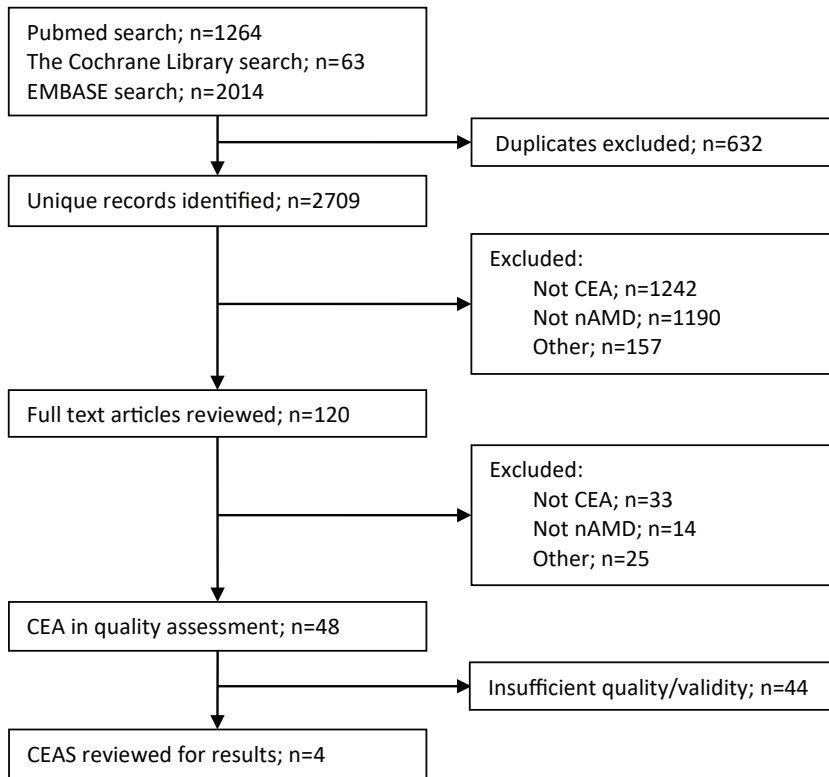 Pubmed search; n=1264
The Cochrane Library search; n=63
EMBASE search; n=2014
Duplicates excluded; n=632
Unique records identified; n=2709
Excluded:
Not CEA; n=1242
Not nAMD; n=1190
Other; n=157
Full text articles reviewed; n=120
Excluded:
Not CEA; n=33
Not nAMD; n=14
Other; n=25
CEA in quality assessment; n=48
Insufficient quality/validity; n=44
CEAS reviewed for results; n=4